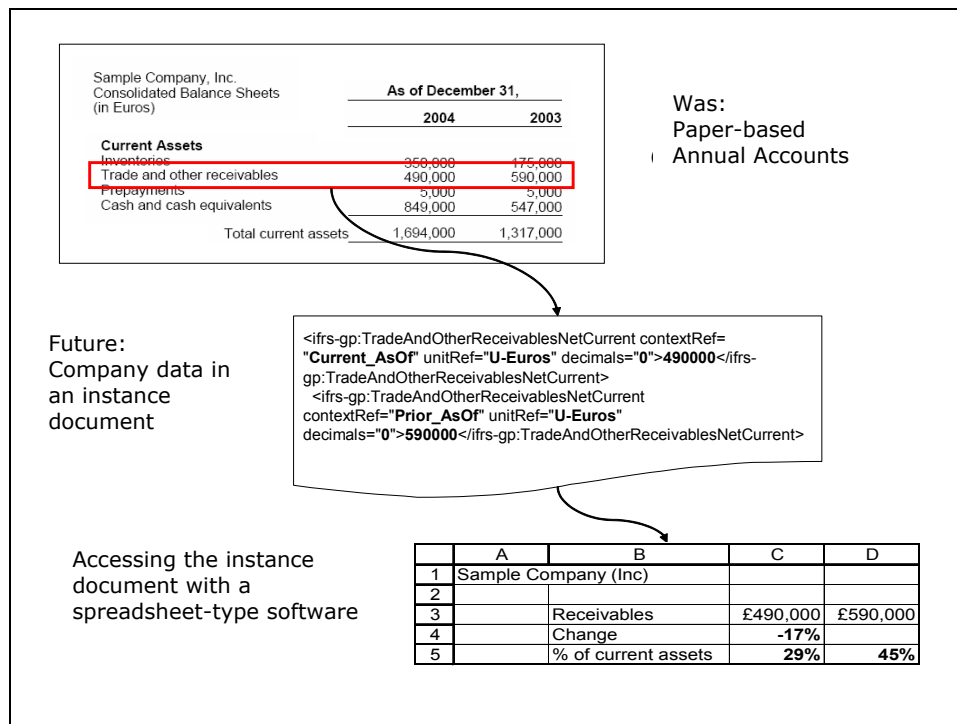 Sample Company, Inc.
Consolidated Balance Sheets
(in Euros)
As of December 31,
2004 2003
Current Assets
Inventories 350,000 175,000
Trade and other receivables 490,000 590,000
Prepayments 5,000 5,000
Cash and cash equivalents 849,000 547,000
Total current assets 1,694,000 1,317,000
Was:
Paper-based
Annual Accounts
Future:
Company data in
an instance
document
<ifrs-gp:TradeAndOtherReceivablesNetCurrent contextRef=
"Current_AsOf" unitRef="U-Euros" decimals="0">490000</ifrs-
gp:TradeAndOtherReceivablesNetCurrent>
<ifrs-gp:TradeAndOtherReceivablesNetCurrent
contextRef="Prior_AsOf" unitRef="U-Euros"
decimals="0">590000</ifrs-gp:TradeAndOtherReceivablesNetCurrent>
Accessing the instance
document with a
spreadsheet-type software
A B C D
1 Sample Company (Inc)
2
3 Receivables £490,000 £590,000
4 Change -17%
5 % of current assets 29% 45%